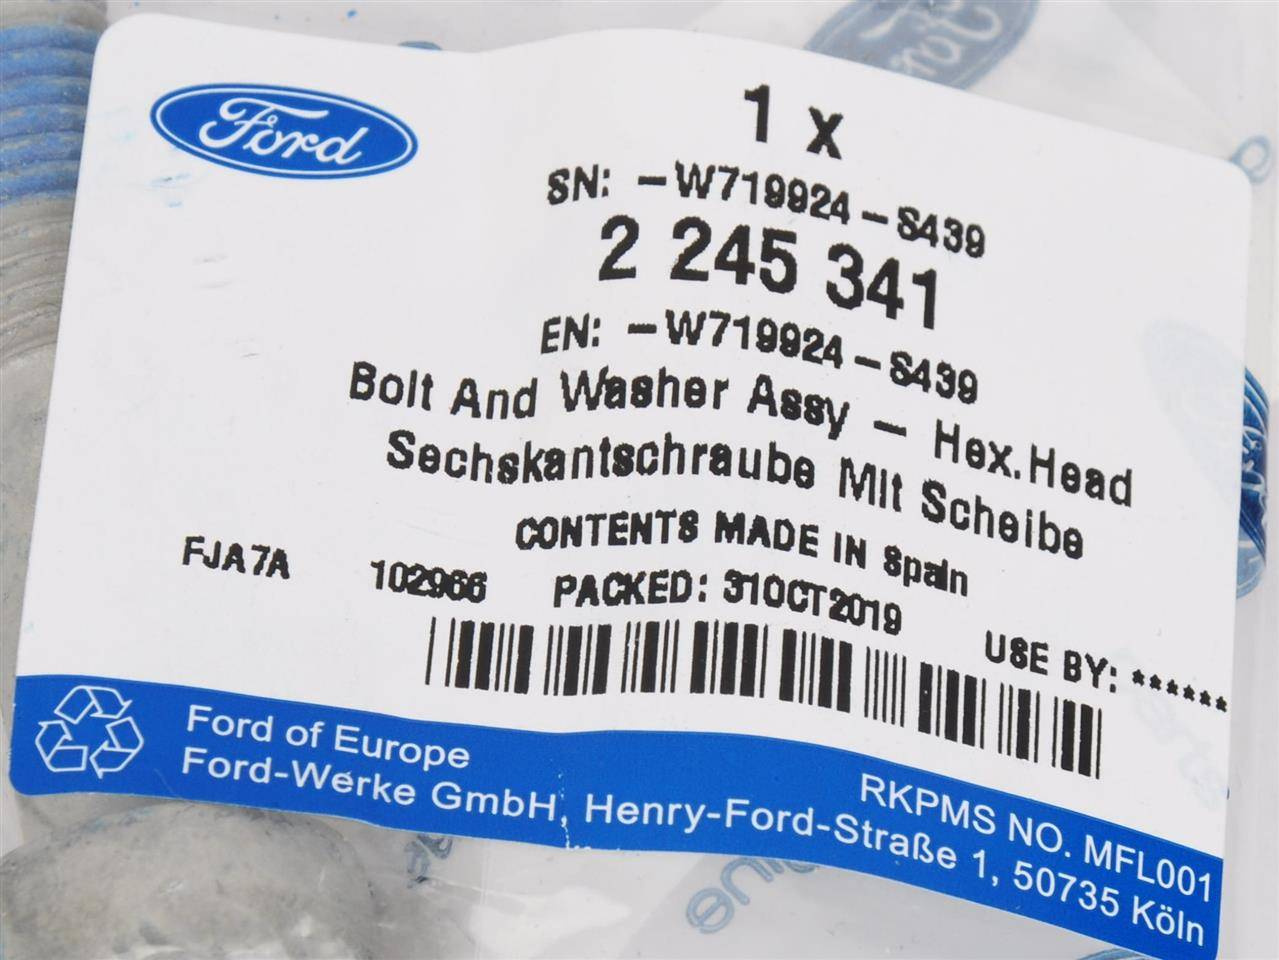 Ford
1 x
SN: -W719924-S439
2 245 341
EN: -W719924-S439
Bolt And Washer Assy - Hex.Head
Sechskantschraube Mit Scheibe
CONTENTS MADE IN Spain
FJA7A 102966 PACKED: 31OCT2019 USE BY: ******
Ford of Europe
Ford-Werke GmbH, Henry-Ford-Straße 1, 50735 Köln
RKPMS NO. MFL001